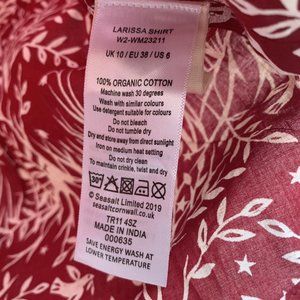 LARISSA SHIRT
W2-WM23211
UK 10 / EU 38 / US 6
100% ORGANIC COTTON
Machine wash 30 degrees
Wash with similar colours
Use detergent suitable for colours
Do not bleach
Do not tumble dry
Dry and store away from direct sunlight
Iron on medium heat setting
Do not dry clean
To maintain crinkle, twist and dry
30°
© Seasalt Limited 2019
seasaltcornwall.co.uk
TR11 4SZ
MADE IN INDIA
000635
SAVE ENERGY WASH AT
LOWER TEMPERATURE